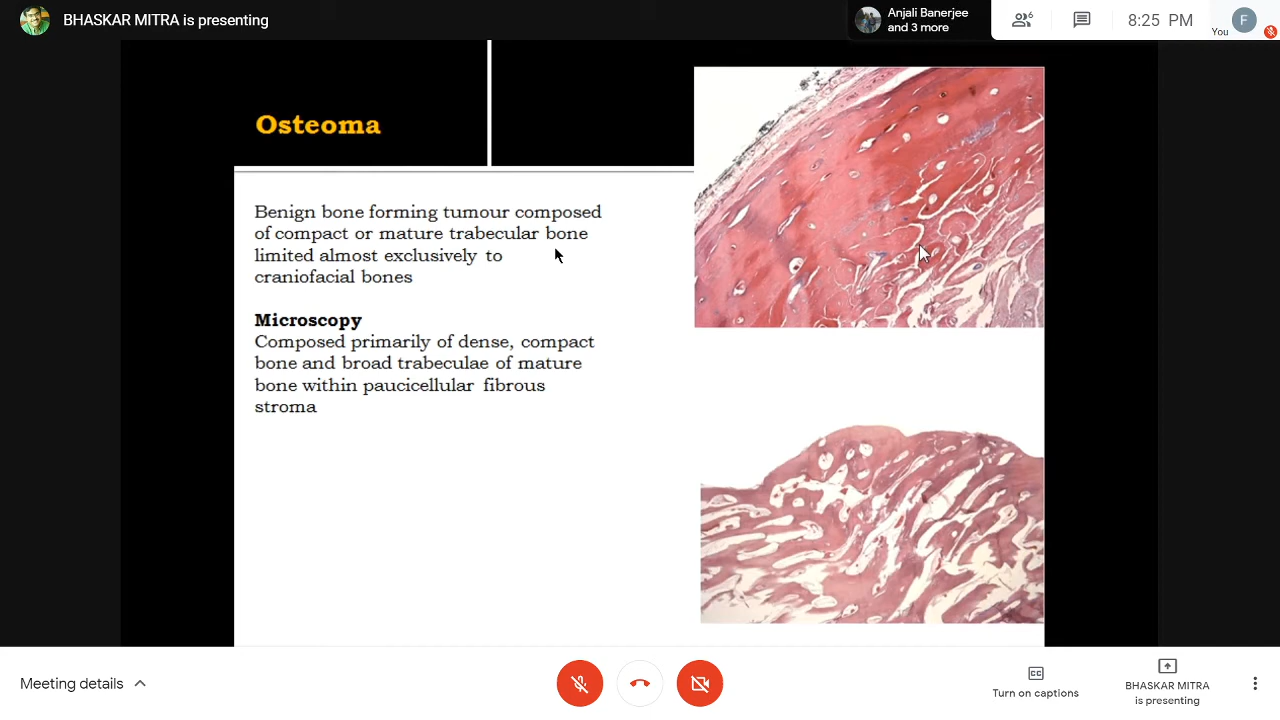 BHASKAR MITRA is presenting
Anjali Banerjee
and 3 more
6
8:25 PM
You
F
Osteoma
Benign bone forming tumour composed
of compact or mature trabecular bone
limited almost exclusively to
craniofacial bones
Microscopy
Composed primarily of dense, compact
bone and broad trabeculae of mature
bone within paucicellular fibrous
stroma
Meeting details
CC
Turn on captions
BHASKAR MITRA
is presenting